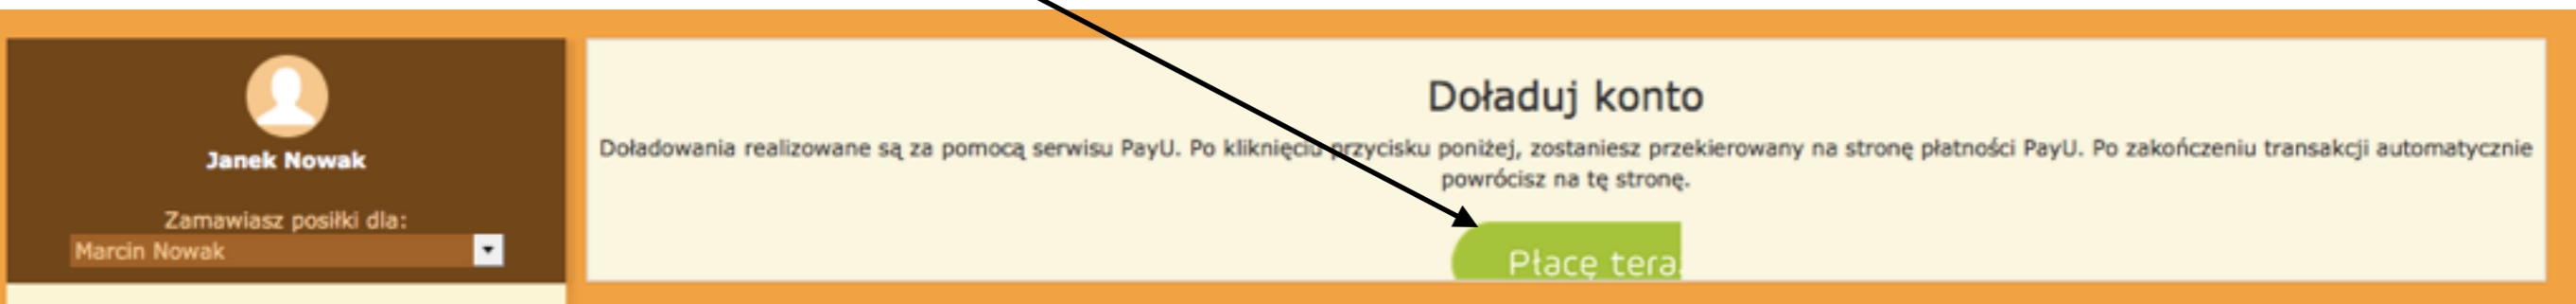 Janek Nowak
Zamawiasz posiłki dla:
Marcin Nowak
Doładuj konto
Doładowania realizowane są za pomocą serwisu PayU. Po kliknięciu przycisku poniżej, zostaniesz przekierowany na stronę płatności PayU. Po zakończeniu transakcji automatycznie
powrócisz na tę stronę.
Płacę tera